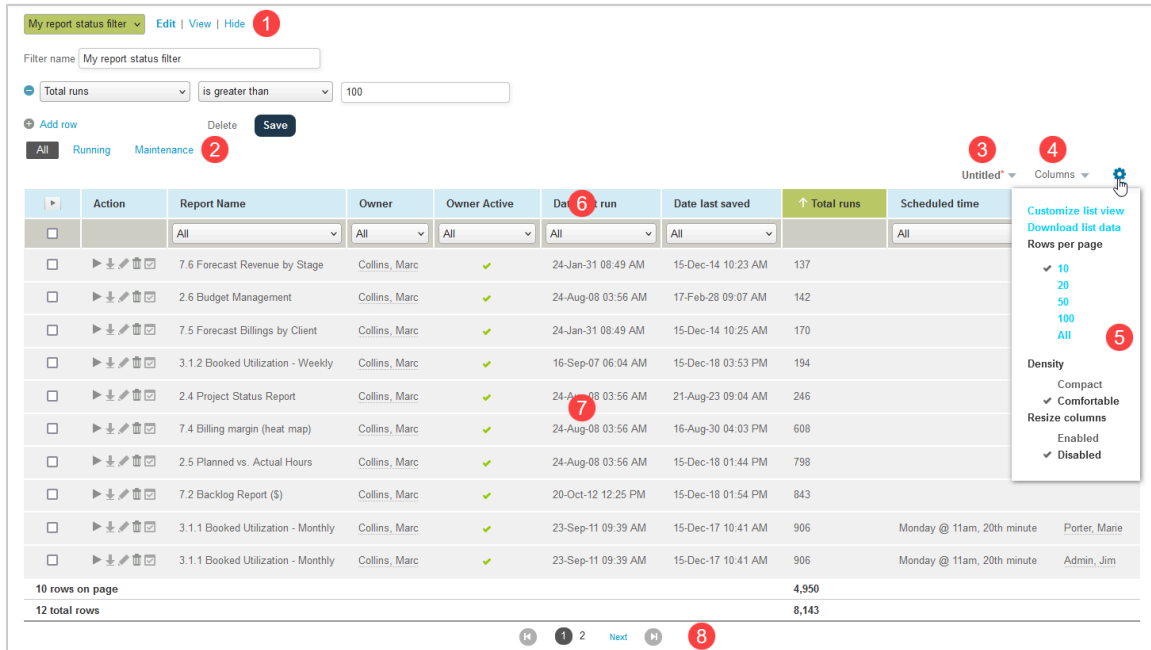 My report status filter Edit | View | Hide 1
Filter name My report status filter
Total runs is greater than 100
Add row Delete Save
All Running Maintenance 2
3 4
Untitled* Columns
Action Report Name Owner Owner Active 6 run Date last saved ↑ Total runs Scheduled time
All All All All All All
7.6 Forecast Revenue by Stage Collins, Marc 24-Jan-31 08:49 AM 15-Dec-14 10:23 AM 137
2.6 Budget Management Collins, Marc 24-Aug-08 03:56 AM 17-Feb-28 09:07 AM 142
7.5 Forecast Billings by Client Collins, Marc 24-Jan-31 08:49 AM 15-Dec-14 10:25 AM 170
3.1.2 Booked Utilization - Weekly Collins, Marc 16-Sep-07 06:04 AM 15-Dec-18 03:53 PM 194
2.4 Project Status Report Collins, Marc 24-Aug-08 03:56 AM 21-Aug-23 09:04 AM 246
7
7.4 Billing margin (heat map) Collins, Marc 24-Aug-08 03:56 AM 16-Aug-30 04:03 PM 608
2.5 Planned vs. Actual Hours Collins, Marc 24-Aug-08 03:56 AM 15-Dec-18 01:44 PM 798
7.2 Backlog Report ($) Collins, Marc 20-Oct-12 12:25 PM 15-Dec-18 01:54 PM 843
3.1.1 Booked Utilization - Monthly Collins, Marc 23-Sep-11 09:39 AM 15-Dec-17 10:41 AM 906 Monday @ 11am, 20th minute Porter, Marie
3.1.1 Booked Utilization - Monthly Collins, Marc 23-Sep-11 09:39 AM 15-Dec-17 10:41 AM 906 Monday @ 11am, 20th minute Admin, Jim
10 rows on page 4,950
12 total rows 8,143
1 2 Next 8
Customize list view
Download list data
Rows per page
10
20
50
100
All 5
Density
Compact
Comfortable
Resize columns
Enabled
Disabled